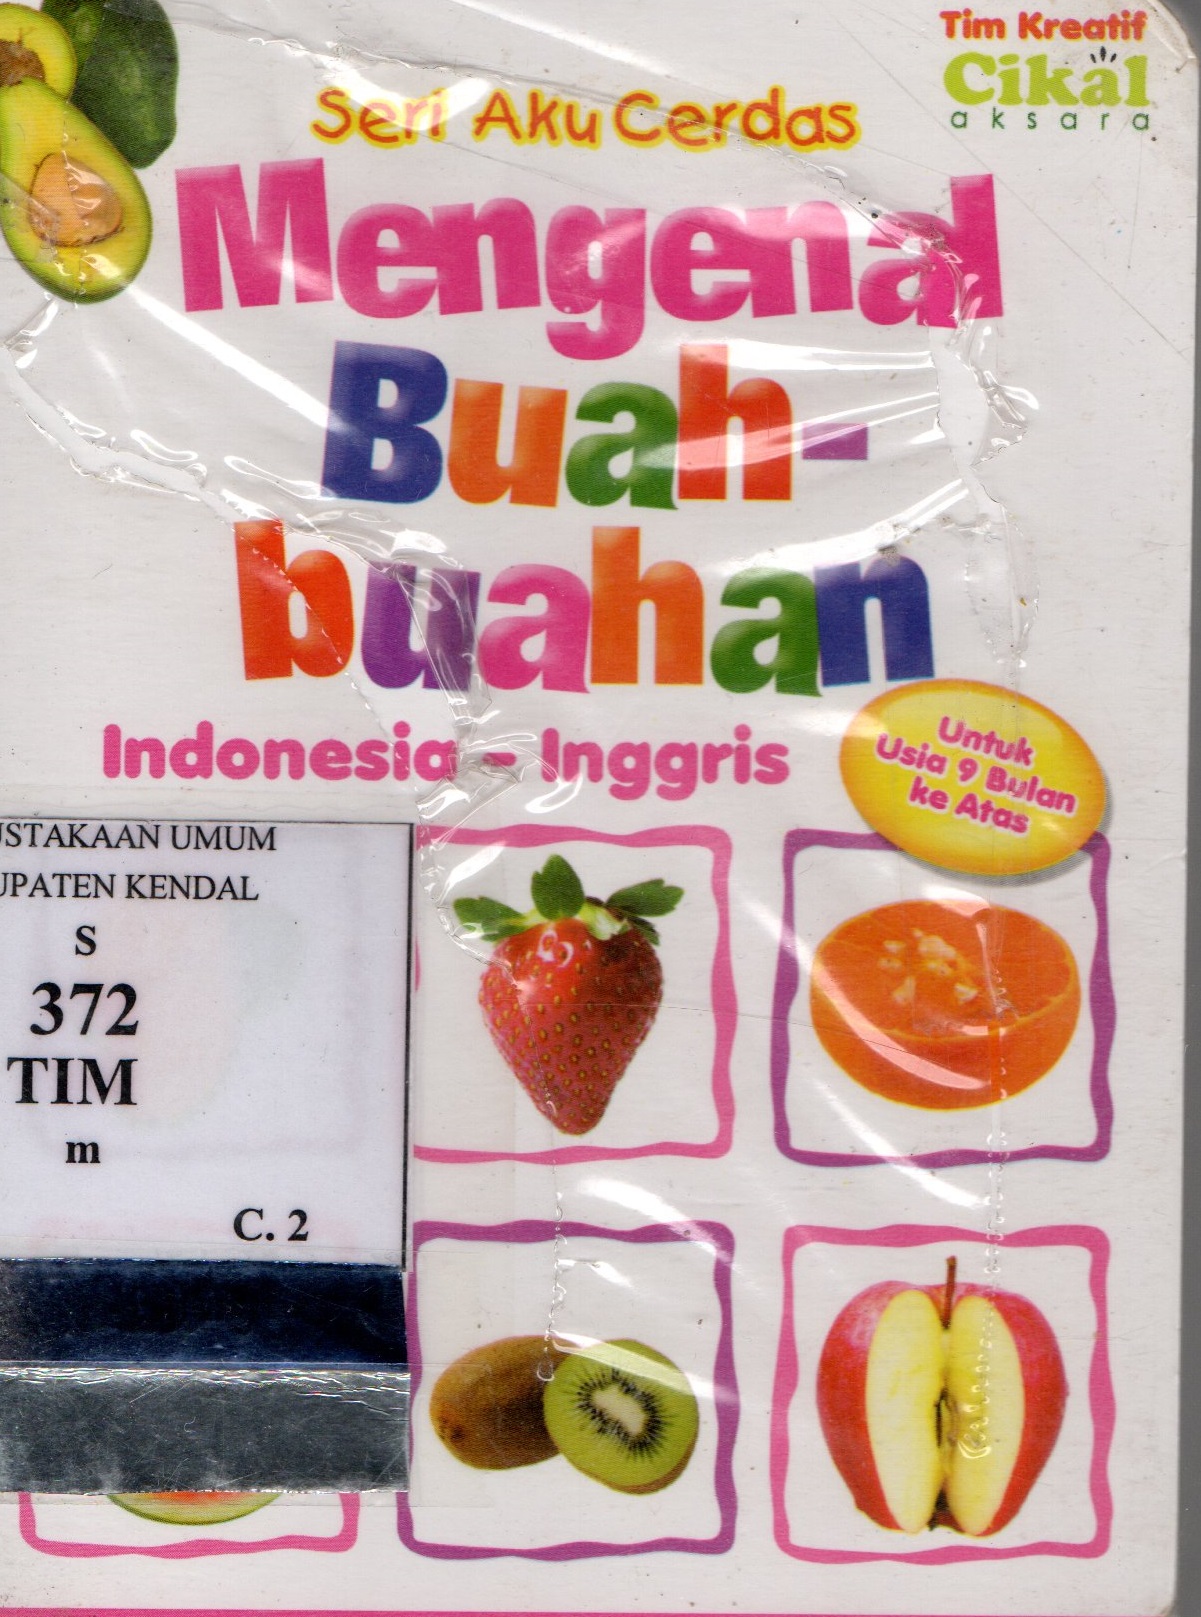 Tim Kreatif
Cikal
aksara
Seri Aku Cerdas
Mengenal
Buah-
buahan
Indonesia - Inggris
Untuk
Usia 9 Bulan
ke Atas
USTAKAAN UMUM
UPATEN KENDAL
S
372
TIM
m
C. 2